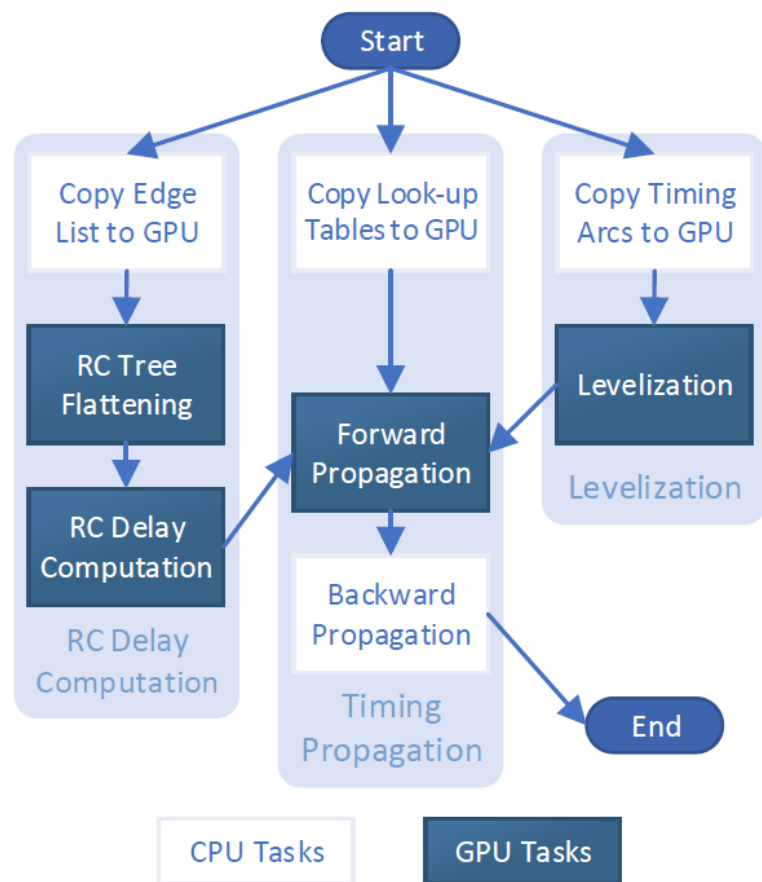 Start
Copy Edge
List to GPU
RC Tree
Flattening
RC Delay
Computation
RC Delay
Computation
Copy Look-up
Tables to GPU
Forward
Propagation
Backward
Propagation
Timing
Propagation
Copy Timing
Arcs to GPU
Levelization
Levelization
End
CPU Tasks
GPU Tasks